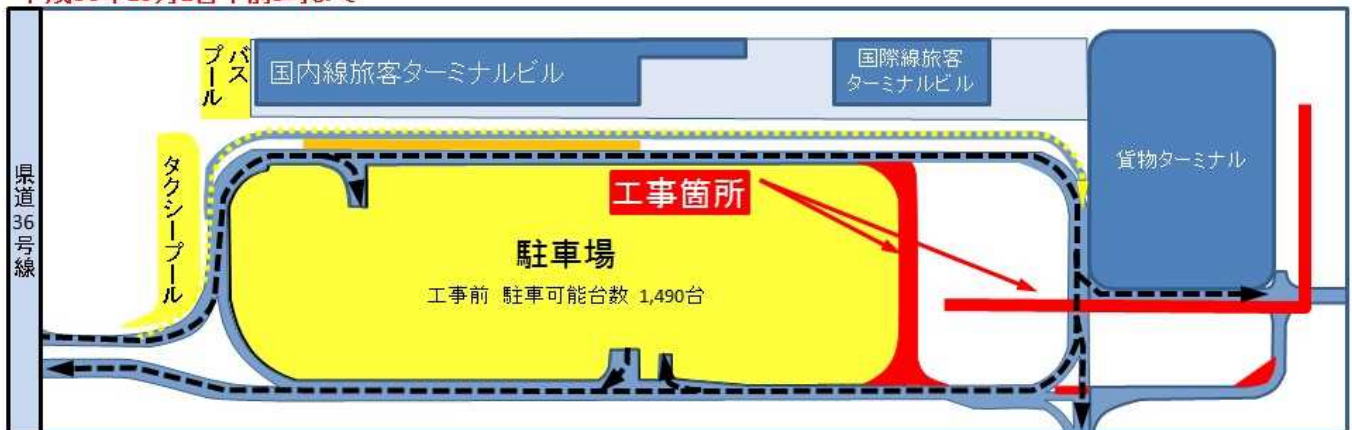 バス
プール
国内線旅客ターミナルビル
国際線旅客
ターミナルビル
貨物ターミナル
タクシープール
県道36号線
工事箇所
駐車場
工事前 駐車可能台数 1,490台